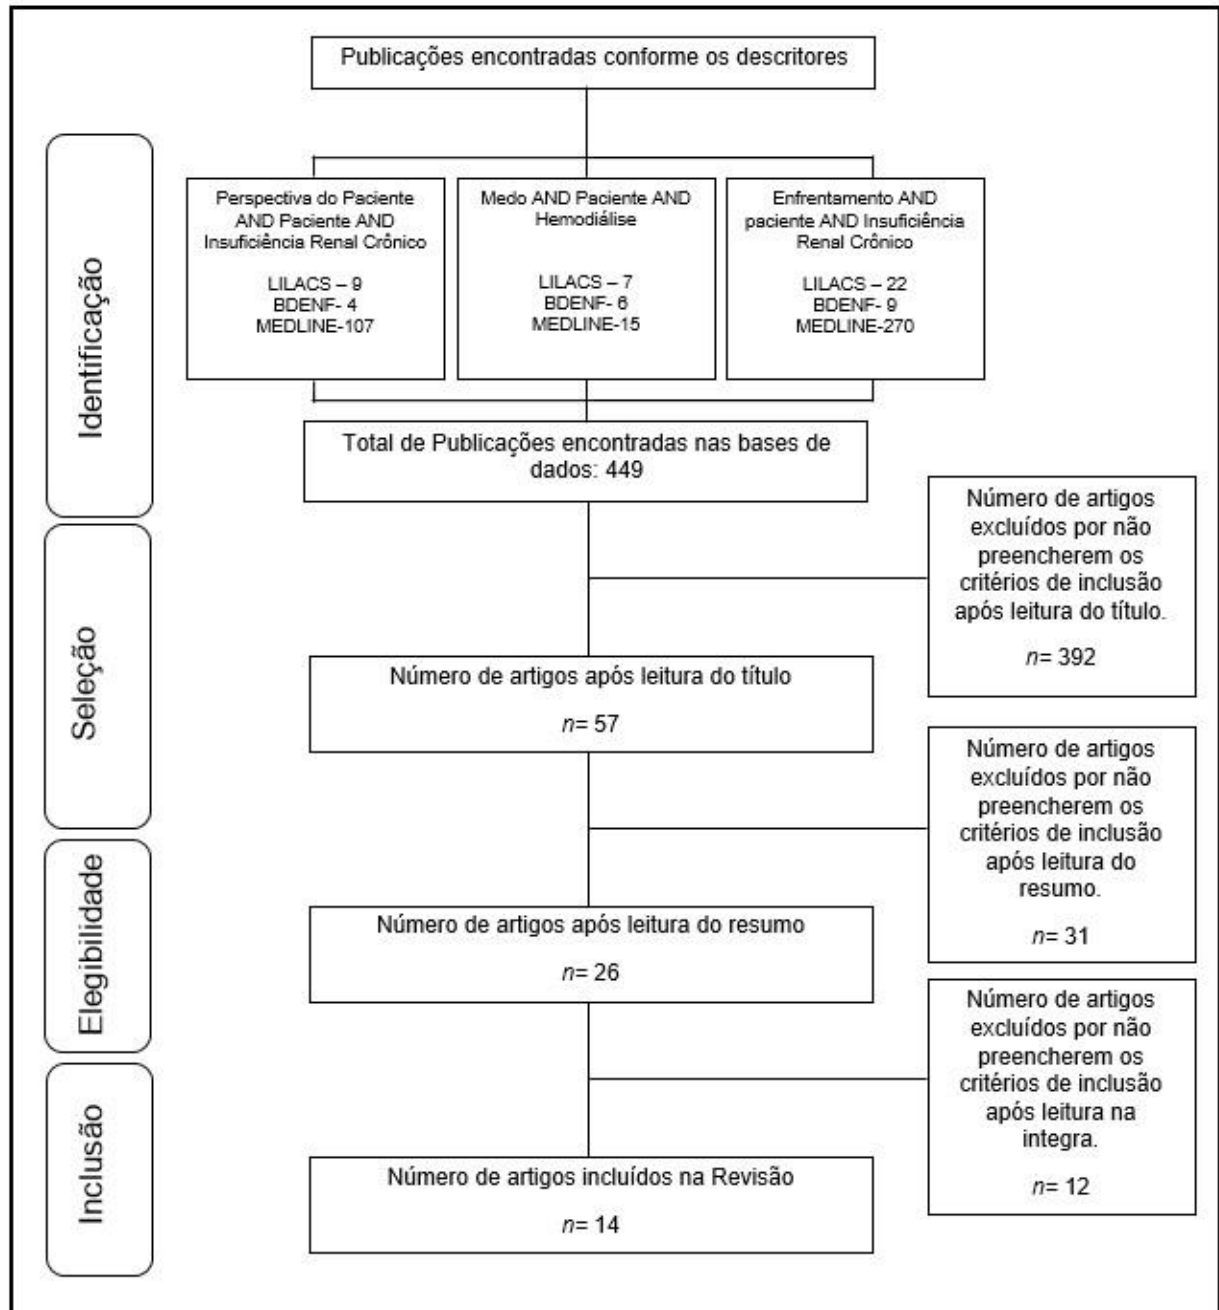 Publicações encontradas conforme os descritores
Identificação
Perspectiva do Paciente
AND Paciente AND
Insuficiência Renal Crônico
LILACS – 9
BDENF- 4
MEDLINE-107
Medo AND Paciente AND
Hemodiálise
LILACS – 7
BDENF- 6
MEDLINE-15
Enfrentamento AND
paciente AND Insuficiência
Renal Crônico
LILACS – 22
BDENF- 9
MEDLINE-270
Total de Publicações encontradas nas bases de
dados: 449
Seleção
Número de artigos
excluídos por não
preencherem os
critérios de inclusão
após leitura do título.
n= 392
Número de artigos após leitura do título
n= 57
Número de artigos
excluídos por não
preencherem os
critérios de inclusão
após leitura do
resumo.
n= 31
Elegibilidade
Número de artigos após leitura do resumo
n= 26
Número de artigos
excluídos por não
preencherem os
critérios de inclusão
após leitura na
integra.
n= 12
Inclusão
Número de artigos incluídos na Revisão
n= 14